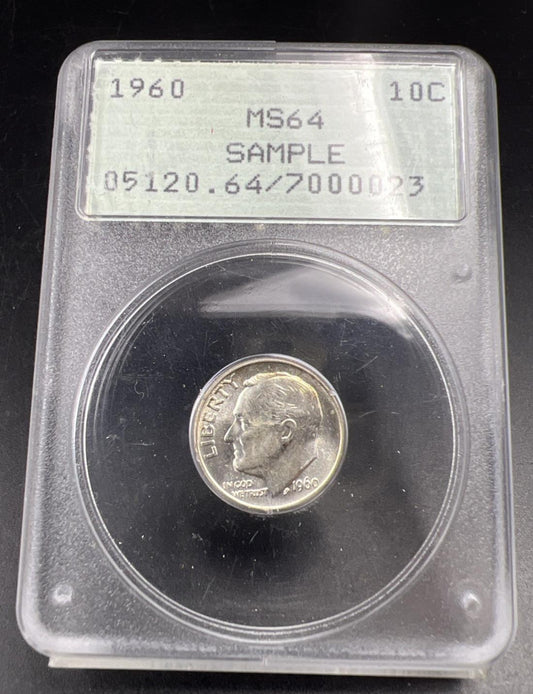 1960 10C
MS64
SAMPLE
05120.64/7000023
LIBERTY
IN GOD
WE TRUST
1960